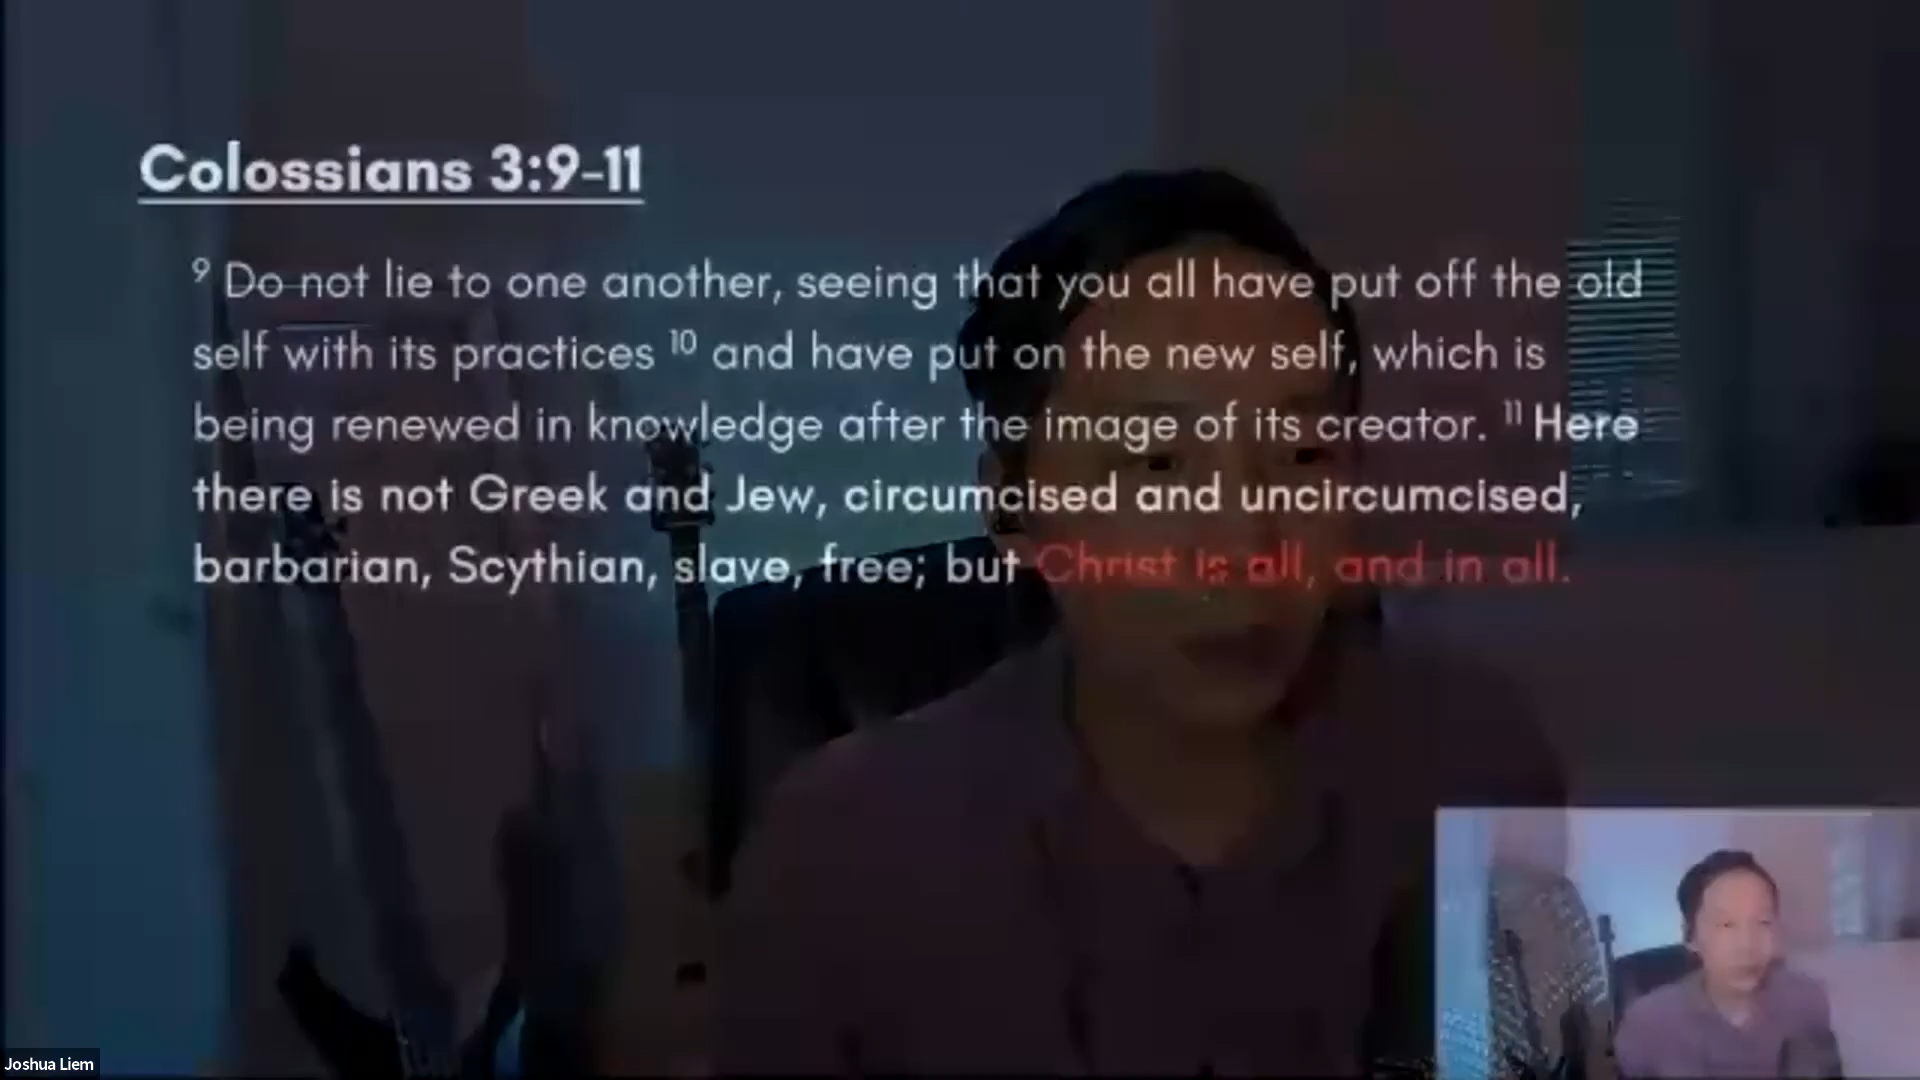 Colossians 3:9-11
⁹ Do not lie to one another, seeing that you all have put off the old
self with its practices ¹⁰ and have put on the new self, which is
being renewed in knowledge after the image of its creator. ¹¹ Here
there is not Greek and Jew, circumcised and uncircumcised,
barbarian, Scythian, slave, free; but Christ is all, and in all.
Joshua Liem